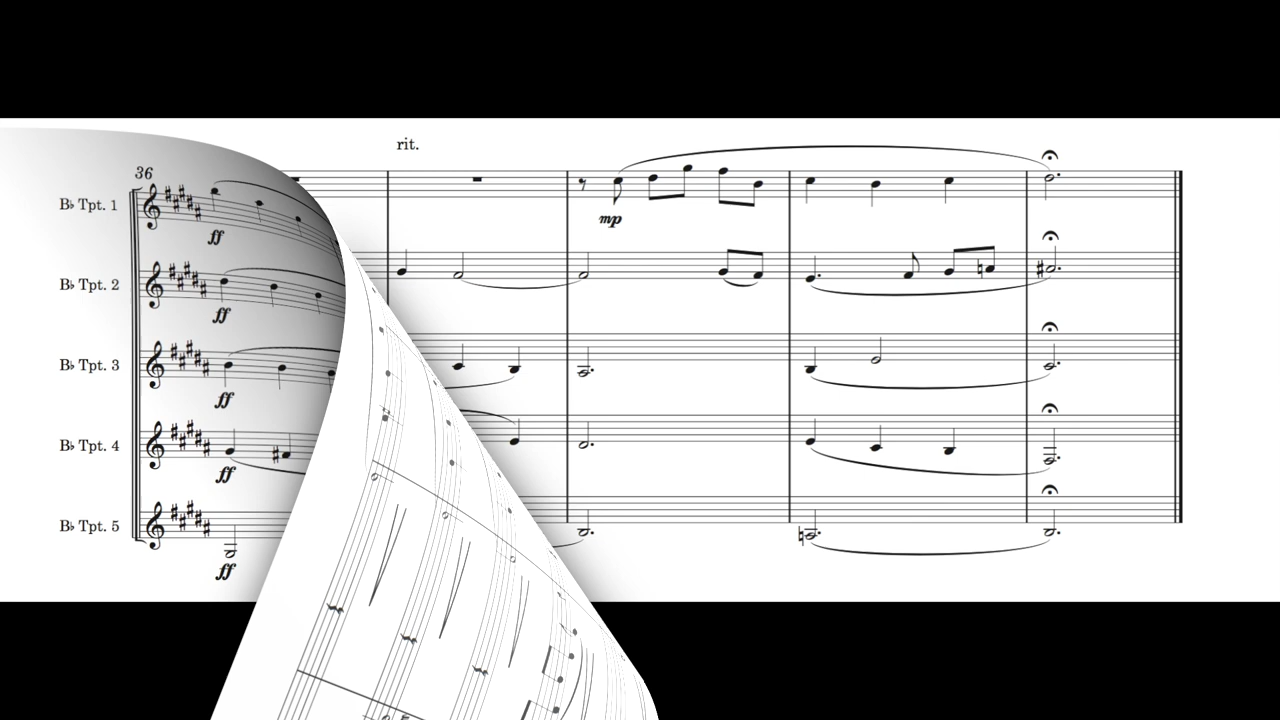 rit.
36
B♭ Tpt. 1
mp
ff
B♭ Tpt. 2
ff
B♭ Tpt. 3
ff
B♭ Tpt. 4
ff
B♭ Tpt. 5
ff